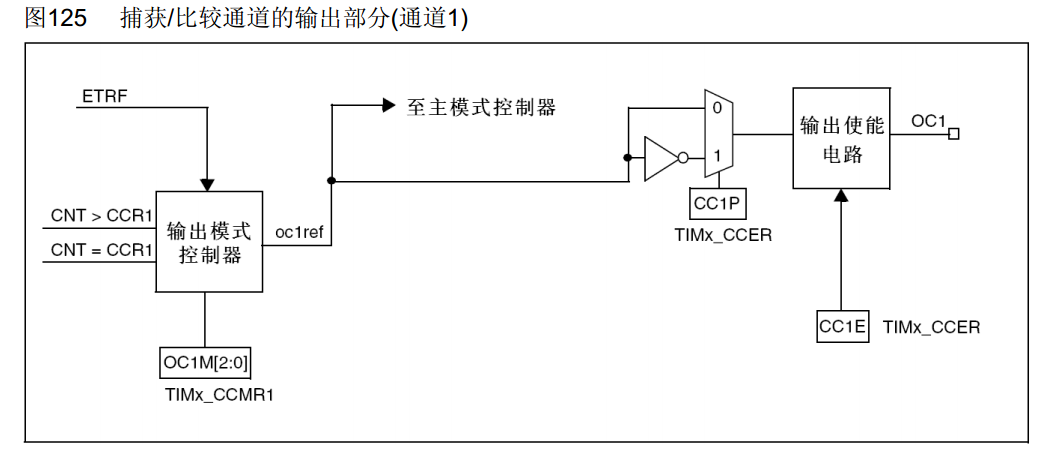 图125 捕获/比较通道的输出部分(通道1)
ETRF
至主模式控制器
0
1
输出使能
电路
OC1
CNT > CCR1
CNT = CCR1
输出模式
控制器
oc1ref
CC1P
TIMx_CCER
CC1E
TIMx_CCER
OC1M[2:0]
TIMx_CCMR1